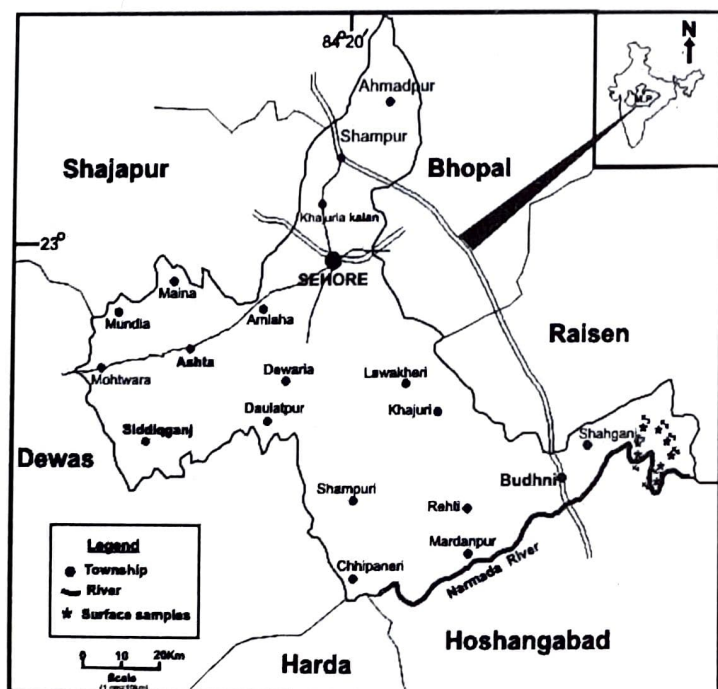 84° 20'
N
M.P.
Ahmadpur
Shampur
Shajapur
Bhopal
Khajuria kalan
23°
SEHORE
Maina
Mundla
Amlaha
Raisen
Ashta
Mohtwara
Dewaria
Lawakheri
Khajuri
Daulatpur
Siddiqganj
Dewas
Shahganj
Budhni
Shampuri
Rehti
Mardanpur
Narmada River
Chhipaneri
Legend
Township
River
Surface samples
0 10 20Km
Scale
Hoshangabad
Harda